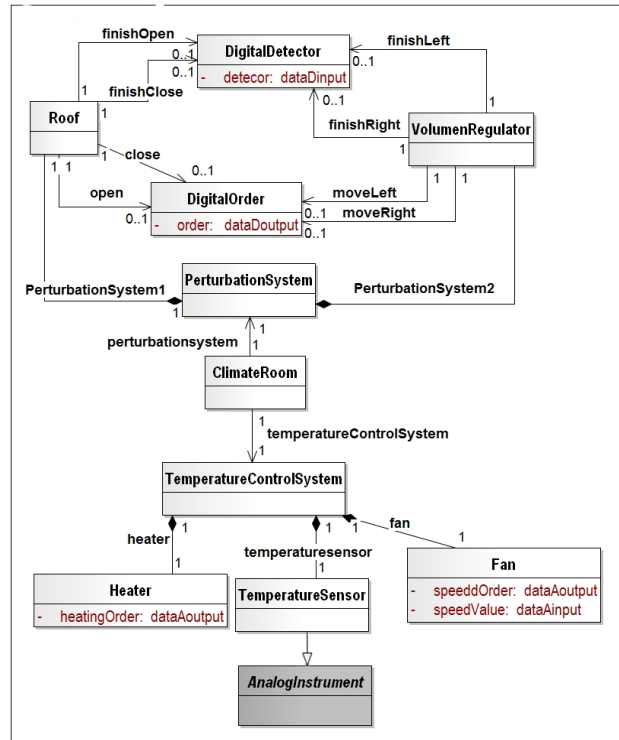 finishOpen
DigitalDetector
finishLeft
0..1
0..1
0..1
- detecor: dataDinput
finishClose
0..1
1
1
1
Roof
finishRight
1
VolumenRegulator
1
1
1
close
1
1
open
0..1
DigitalOrder
moveLeft
0..1
- order: dataDoutput
0..1
moveRight
0..1
PerturbationSystem
PerturbationSystem1
PerturbationSystem2
1
1
1
perturbationsystem
1
ClimateRoom
1
temperatureControlSystem
1
TemperatureControlSystem
1
1
1
fan
heater
temperaturesensor
1
1
1
Heater
- heatingOrder: dataAoutput
TemperatureSensor
Fan
- speeddOrder: dataAoutput
- speedValue: dataAinput
AnalogInstrument